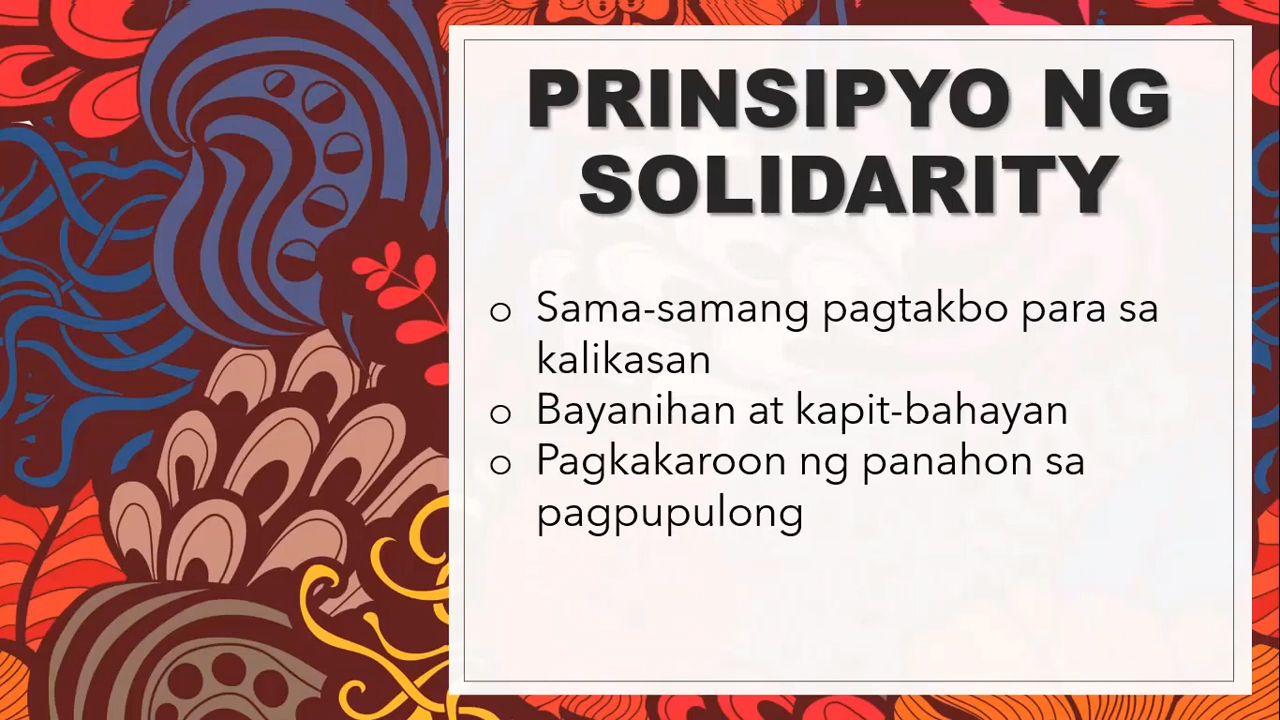 PRINSIPYO NG
SOLIDARITY
o Sama-samang pagtakbo para sa
kalikasan
o Bayanihan at kapit-bahayan
o Pagkakaroon ng panahon sa
pagpupulong